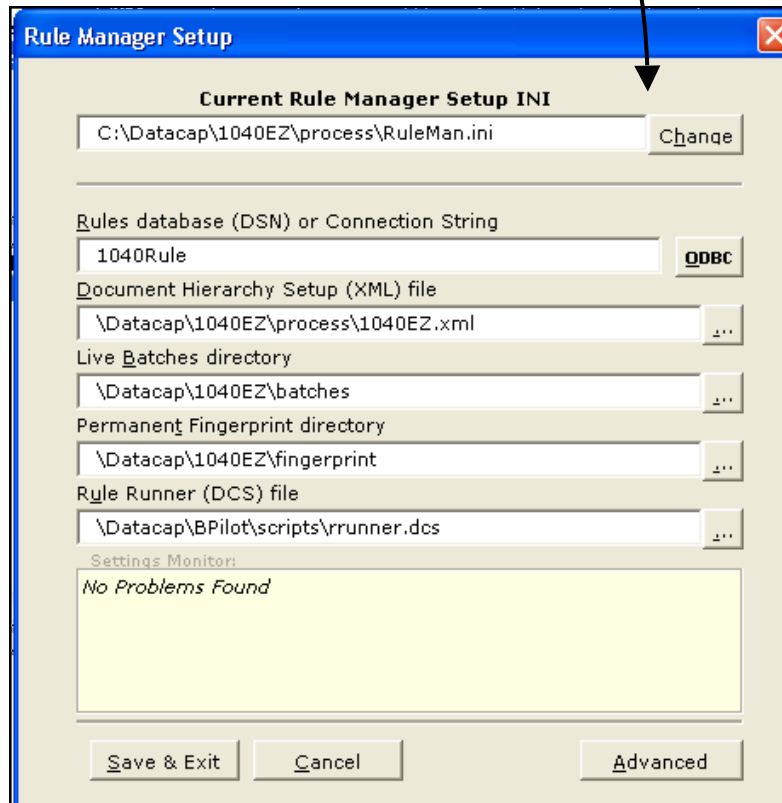 Rule Manager Setup
Current Rule Manager Setup INI
C:\Datacap\1040EZ\process\RuleMan.ini
Change
Rules database (DSN) or Connection String
1040Rule
ODBC
Document Hierarchy Setup (XML) file
\Datacap\1040EZ\process\1040EZ.xml
...
Live Batches directory
\Datacap\1040EZ\batches
...
Permanent Fingerprint directory
\Datacap\1040EZ\fingerprint
...
Rule Runner (DCS) file
\Datacap\BPilot\scripts\rrunner.dcs
...
Settings Monitor:
No Problems Found
Save & Exit
Cancel
Advanced